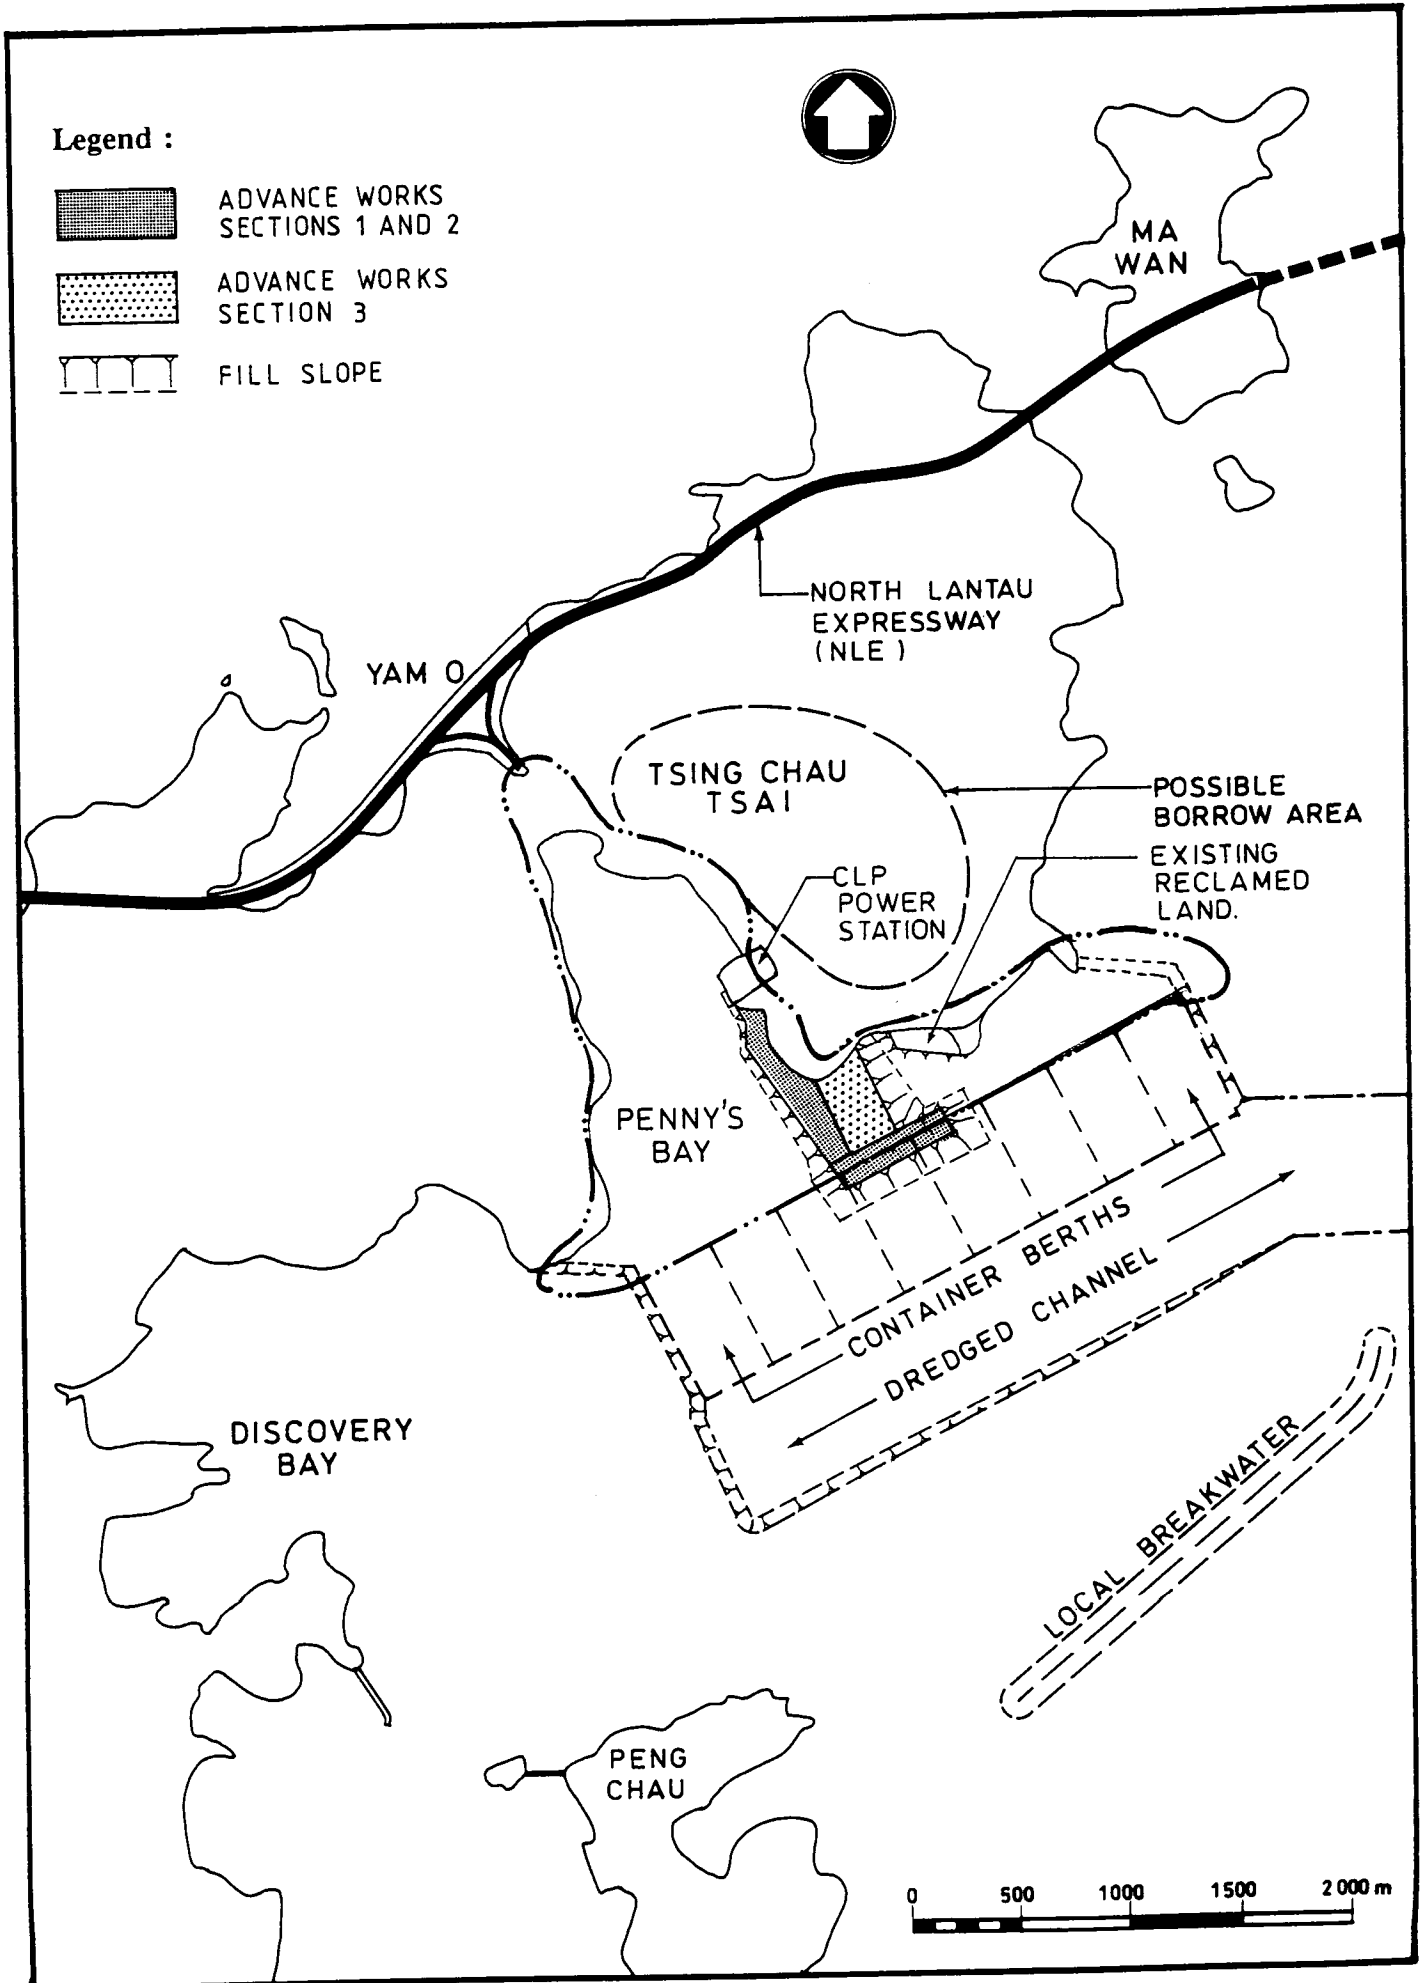 Legend :
ADVANCE WORKS
SECTIONS 1 AND 2
ADVANCE WORKS
SECTION 3
FILL SLOPE
MA
WAN
NORTH LANTAU
EXPRESSWAY
(NLE)
YAM O
TSING CHAU
TSAI
POSSIBLE
BORROW AREA
EXISTING
RECLAMED
LAND.
CLP
POWER
STATION
PENNY'S
BAY
CONTAINER BERTHS
DREDGED CHANNEL
DISCOVERY
BAY
LOCAL BREAKWATER
PENG
CHAU
0 500 1000 1500 2000 m